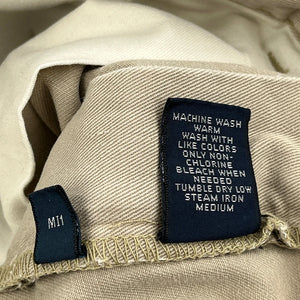 MACHINE WASH
WARM
WASH WITH
LIKE COLORS
ONLY NON-
CHLORINE
BLEACH WHEN
NEEDED
TUMBLE DRY LOW
STEAM IRON
MEDIUM
M11